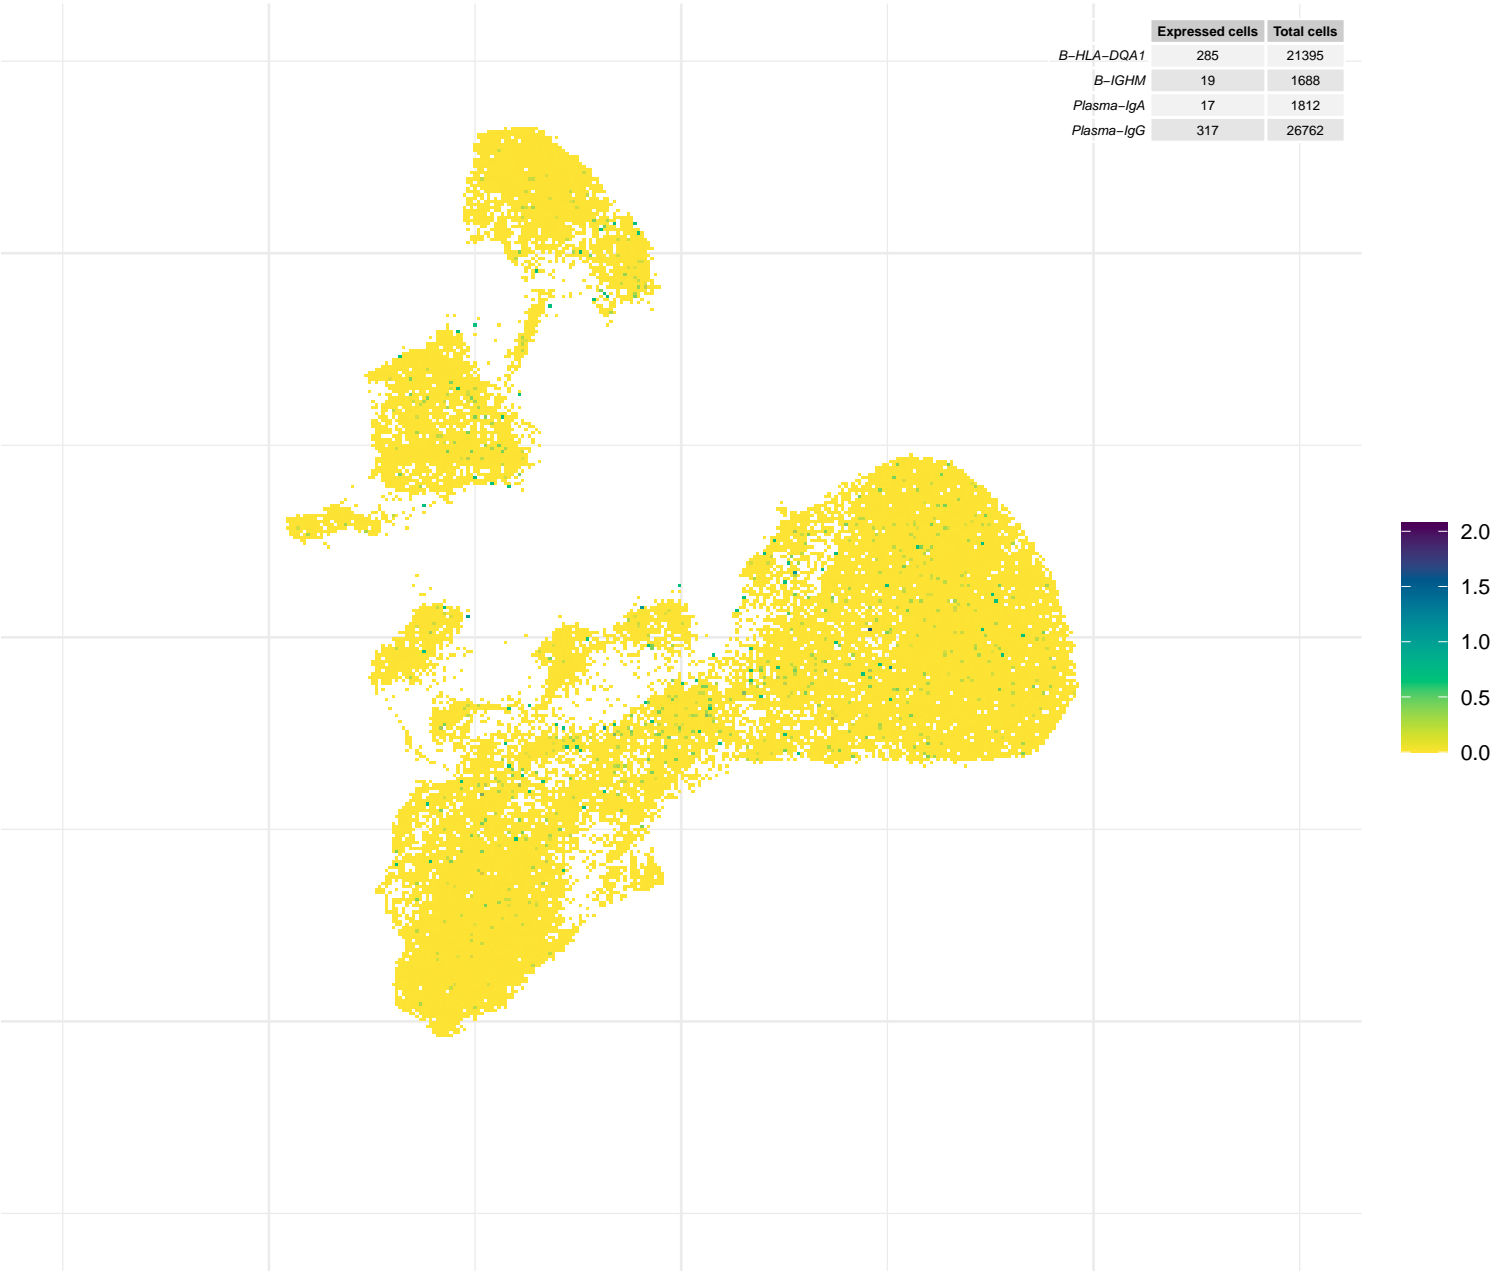 Expressed cells Total cells
B−HLA−DQA1 285 21395
B−IGHM 19 1688
Plasma−IgA 17 1812
Plasma−IgG 317 26762
2.0
1.5
1.0
0.5
0.0